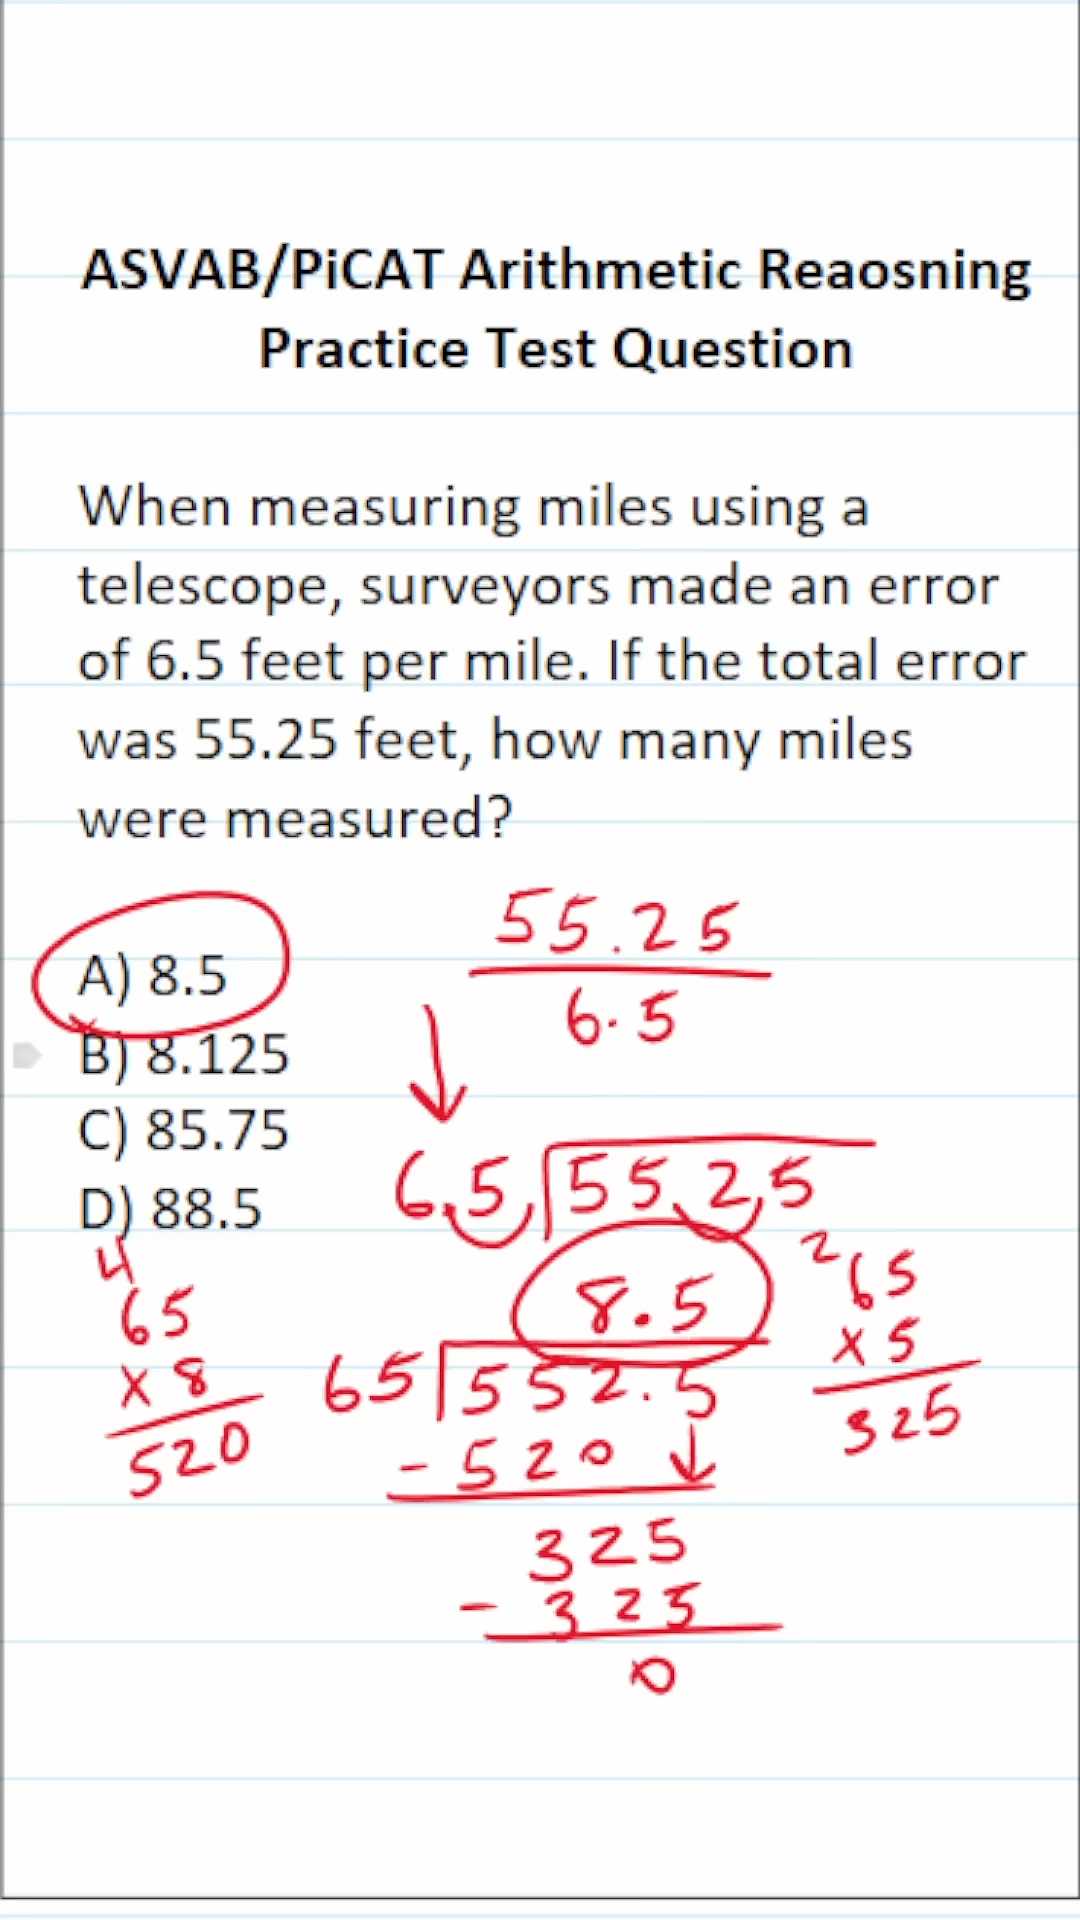 ASVAB/PiCAT Arithmetic Reaosning
Practice Test Question
When measuring miles using a
telescope, surveyors made an error
of 6.5 feet per mile. If the total error
was 55.25 feet, how many miles
were measured?
A) 8.5
B) 8.125
C) 85.75
D) 88.5
55.25
6.5
6.5 55.25
4
65
x 8
520
8.5
65 552.5
- 520
325
- 325
0
2
65
x 5
325